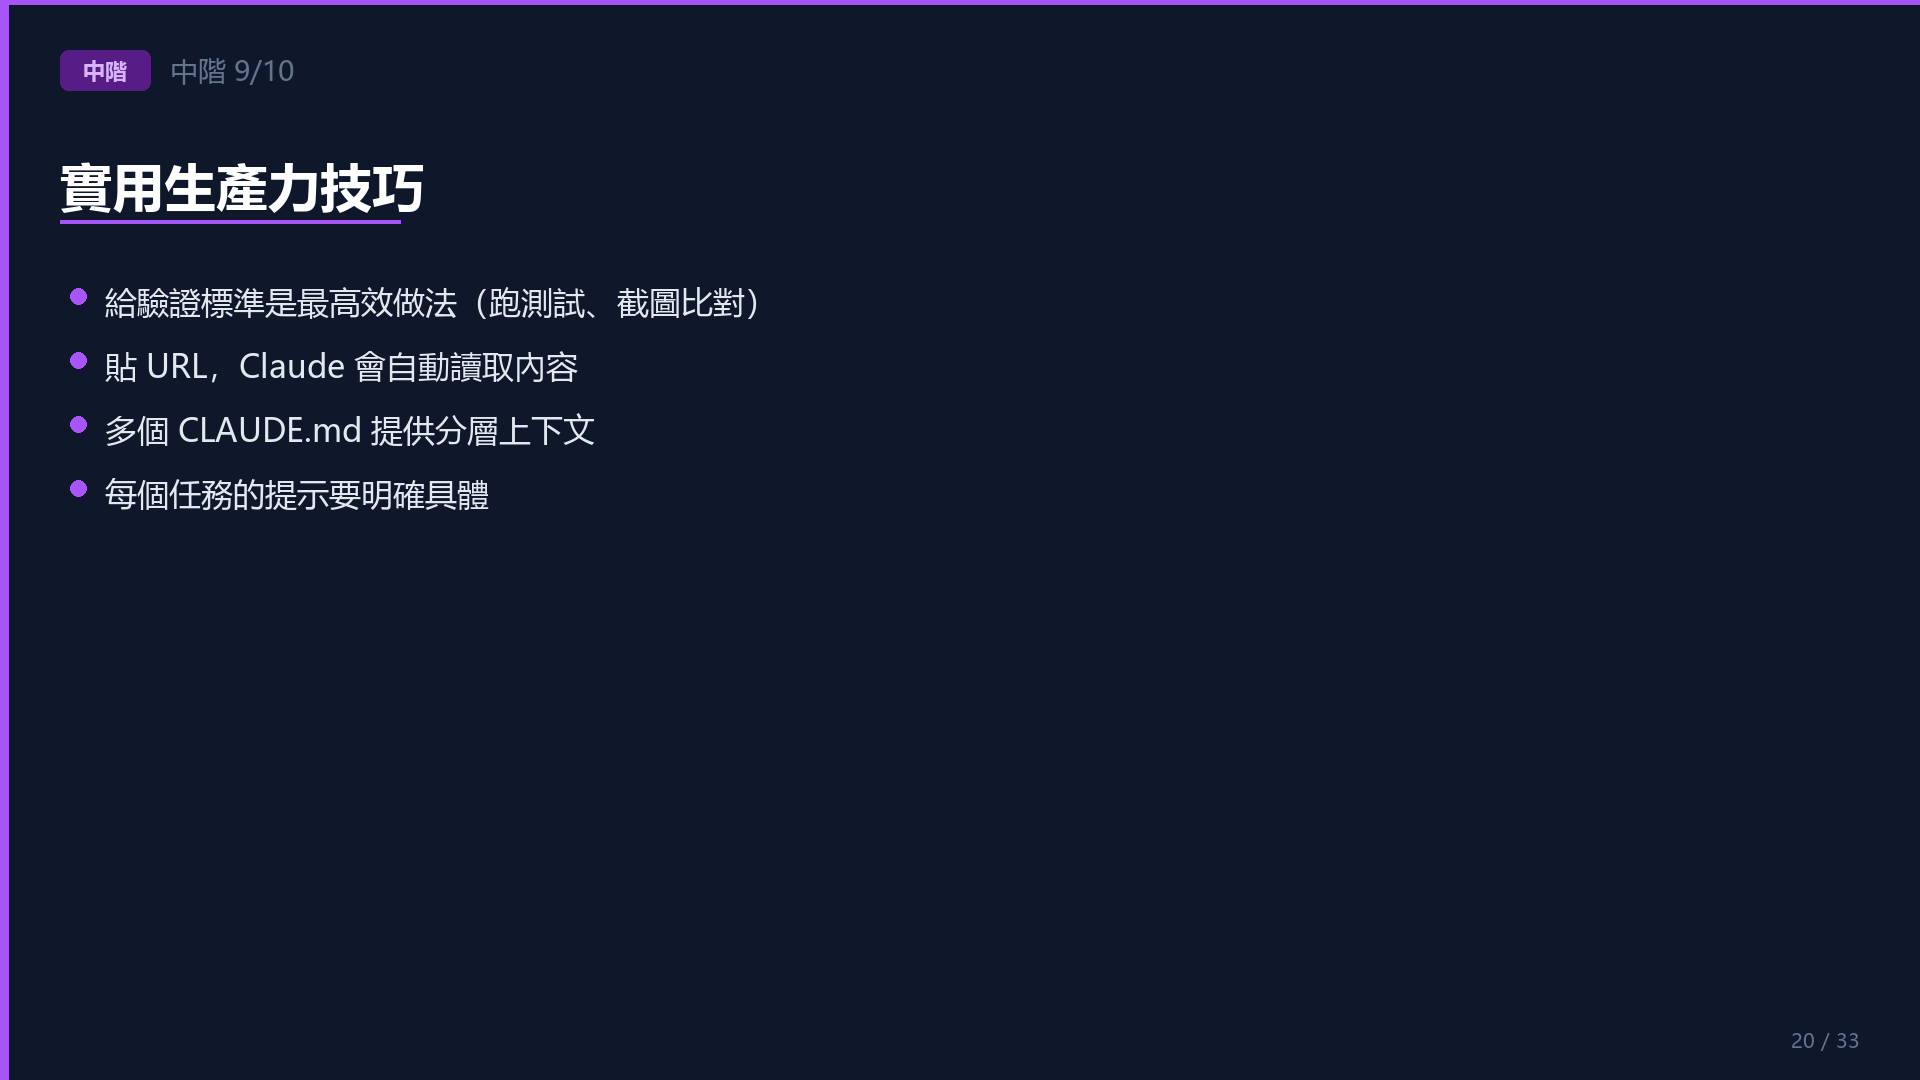 中階 中階 9/10
實用生產力技巧
給驗證標準是最高效做法（跑測試、截圖比對）
貼 URL，Claude 會自動讀取內容
多個 CLAUDE.md 提供分層上下文
每個任務的提示要明確具體
20 / 33